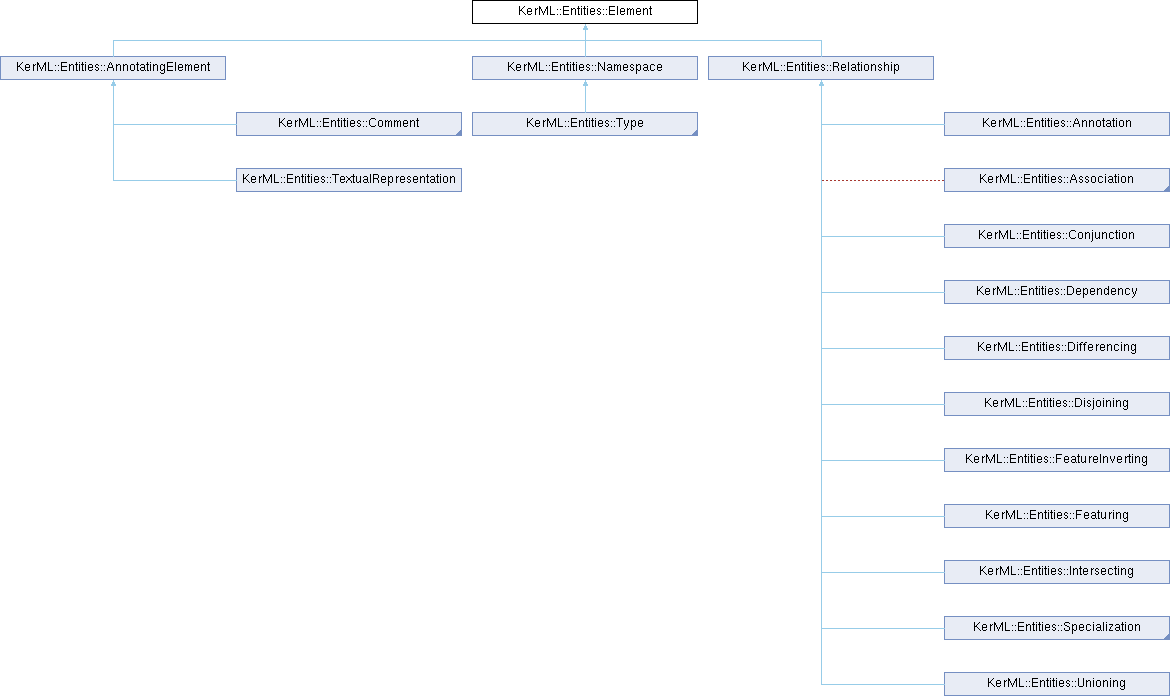 KerML::Entities::Element
KerML::Entities::AnnotatingElement
KerML::Entities::Namespace
KerML::Entities::Relationship
KerML::Entities::Comment
KerML::Entities::Type
KerML::Entities::Annotation
KerML::Entities::TextualRepresentation
KerML::Entities::Association
KerML::Entities::Conjunction
KerML::Entities::Dependency
KerML::Entities::Differencing
KerML::Entities::Disjoining
KerML::Entities::FeatureInverting
KerML::Entities::Featuring
KerML::Entities::Intersecting
KerML::Entities::Specialization
KerML::Entities::Unioning